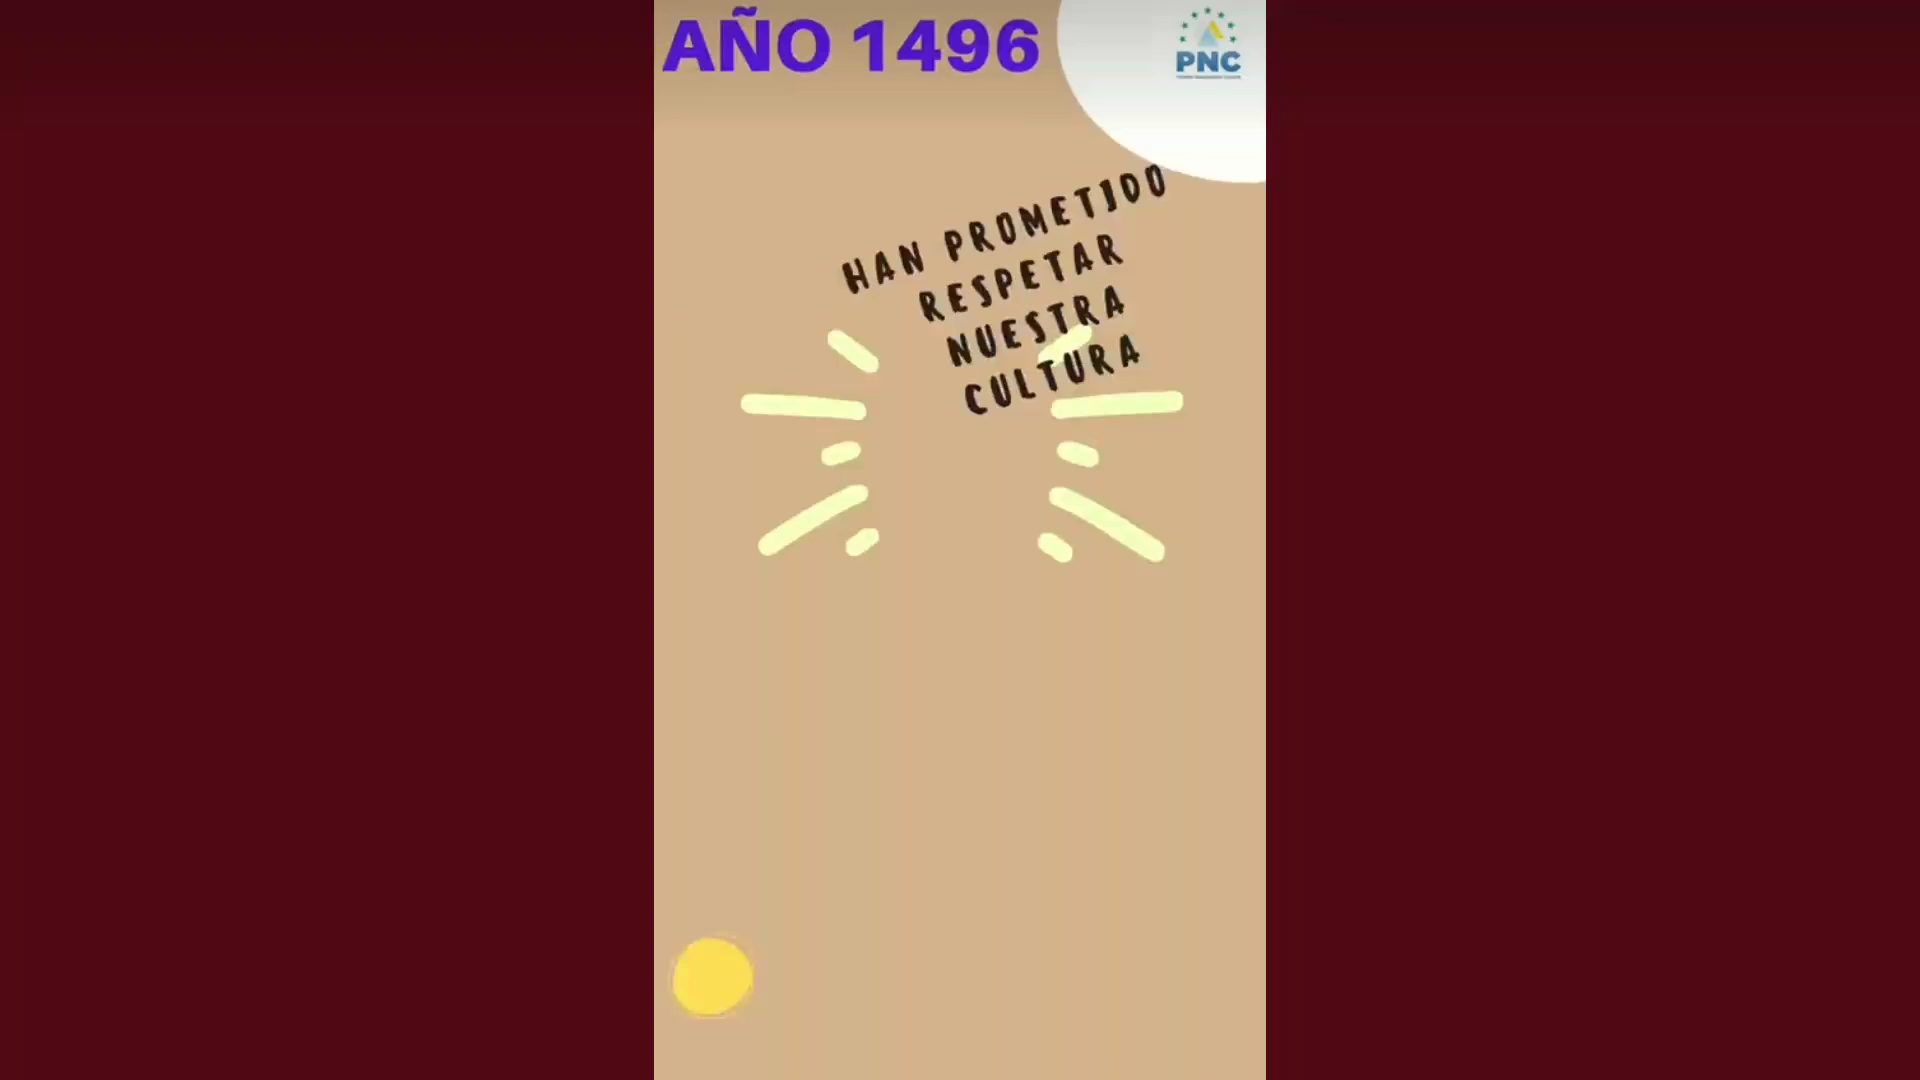 AÑO 1496
PNC
HAN PROMETIDO
RESPETAR
NUESTRA
CULTURA